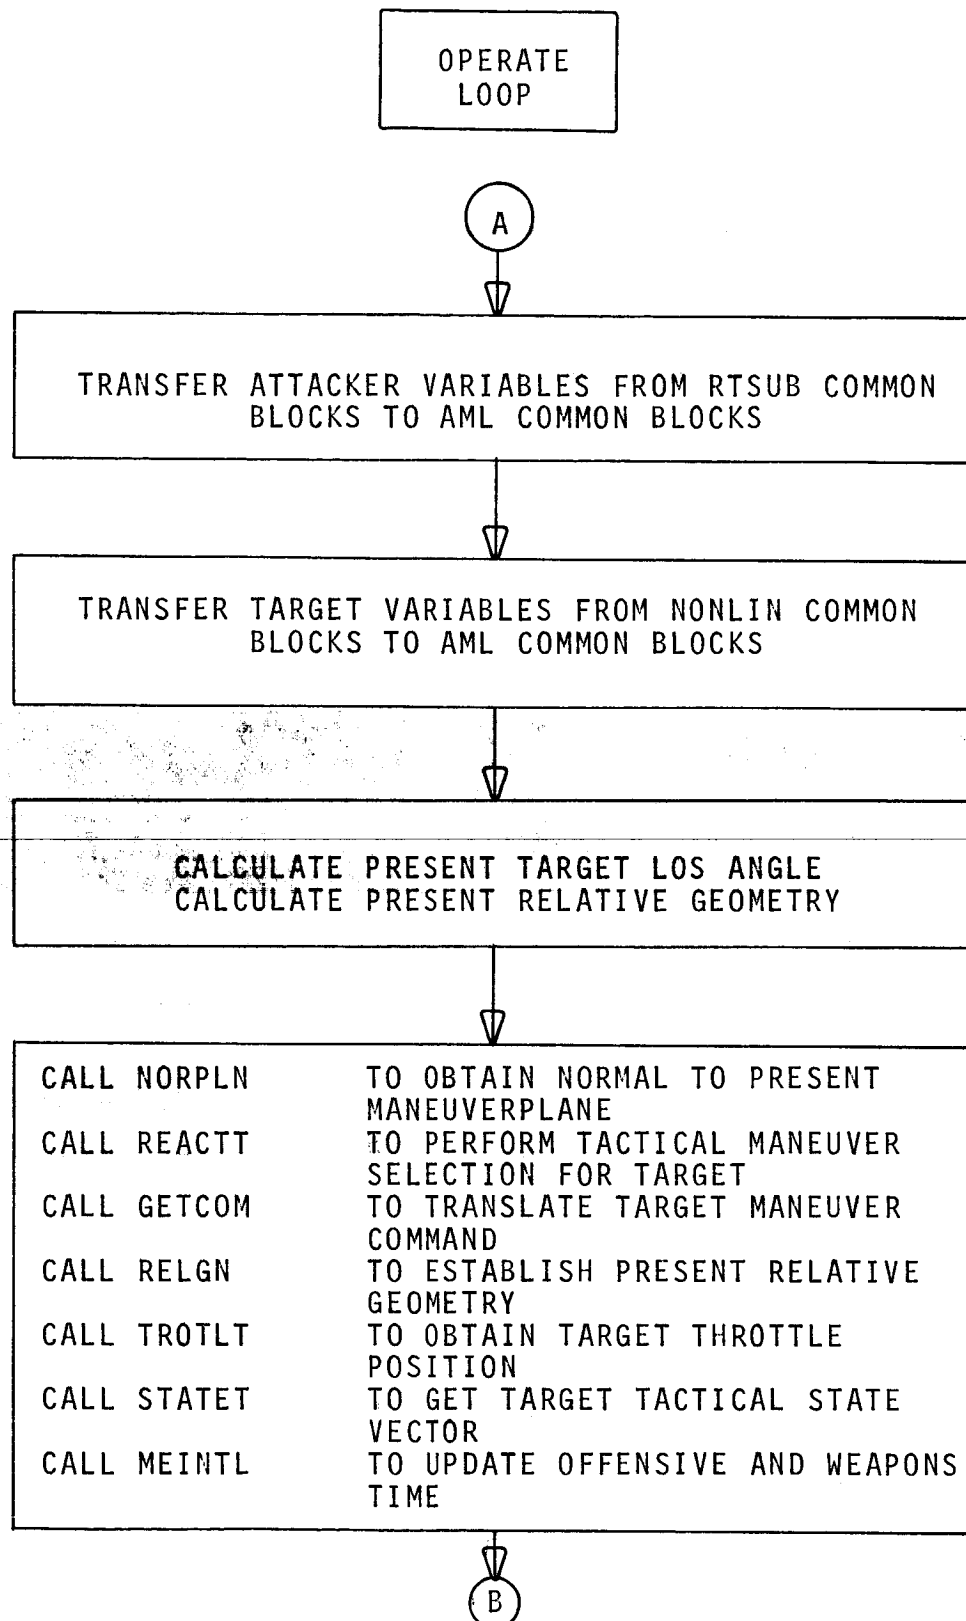 OPERATE
LOOP
A
TRANSFER ATTACKER VARIABLES FROM RTSUB COMMON
BLOCKS TO AML COMMON BLOCKS
TRANSFER TARGET VARIABLES FROM NONLIN COMMON
BLOCKS TO AML COMMON BLOCKS
CALCULATE PRESENT TARGET LOS ANGLE
CALCULATE PRESENT RELATIVE GEOMETRY
CALL NORPLN TO OBTAIN NORMAL TO PRESENT
MANEUVERPLANE
CALL REACTT TO PERFORM TACTICAL MANEUVER
SELECTION FOR TARGET
CALL GETCOM TO TRANSLATE TARGET MANEUVER
COMMAND
CALL RELGN TO ESTABLISH PRESENT RELATIVE
GEOMETRY
CALL TROTLT TO OBTAIN TARGET THROTTLE
POSITION
CALL STATET TO GET TARGET TACTICAL STATE
VECTOR
CALL MEINTL TO UPDATE OFFENSIVE AND WEAPONS
TIME
B